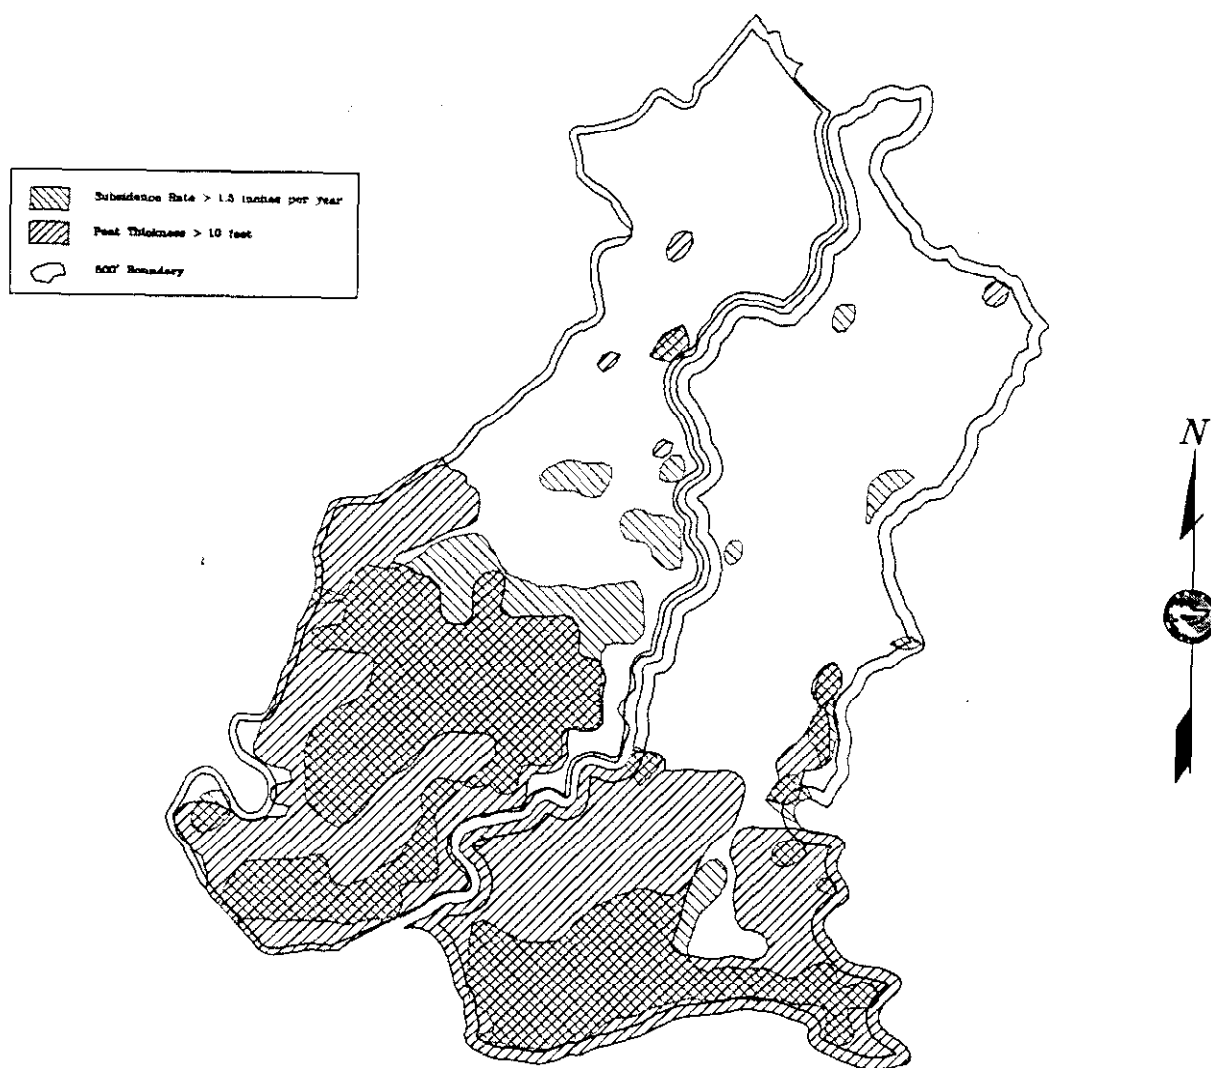 Subsidence Rate > 1.5 inches per year
Peat Thickness > 10 feet
500' Boundary
N